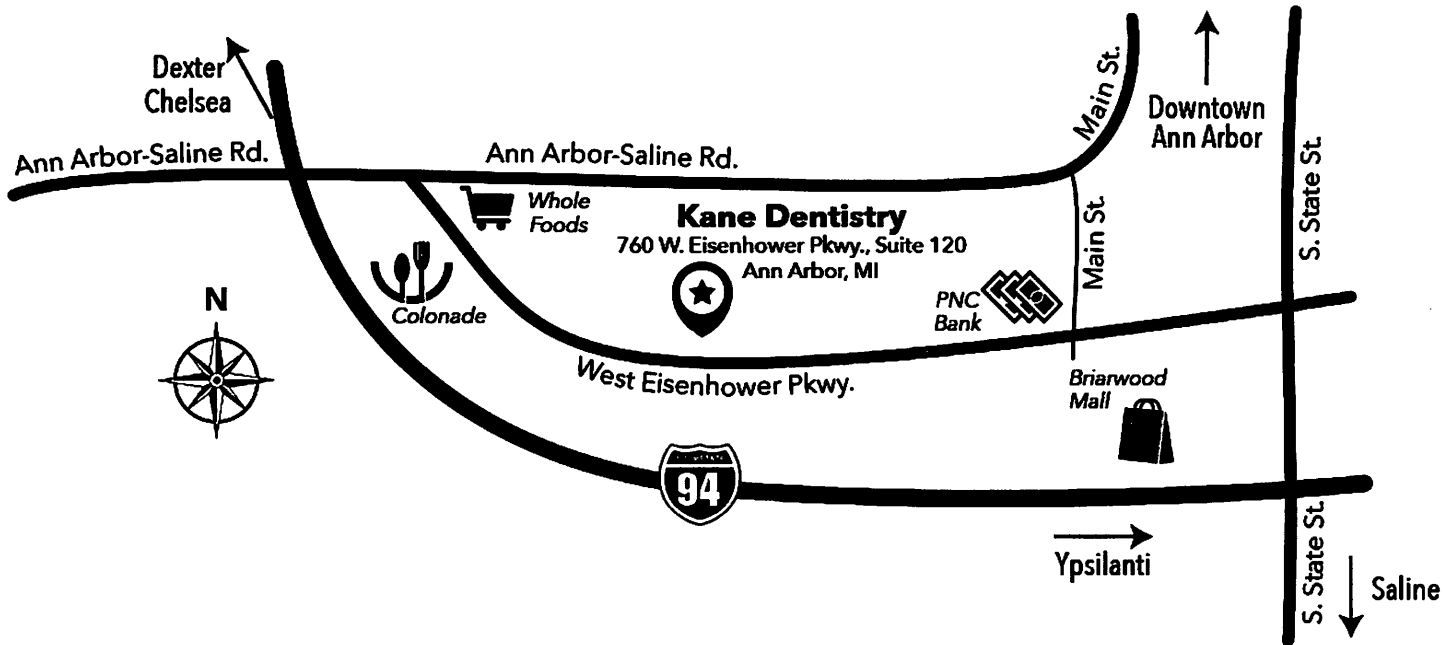 Dexter
Chelsea
Ann Arbor-Saline Rd.
Ann Arbor-Saline Rd.
Main St.
Downtown
Ann Arbor
S. State St.
Whole
Foods
Kane Dentistry
760 W. Eisenhower Pkwy., Suite 120
Ann Arbor, MI
Main St.
N
Colonade
PNC
Bank
West Eisenhower Pkwy.
Briarwood
Mall
94
Ypsilanti
S. State St.
Saline